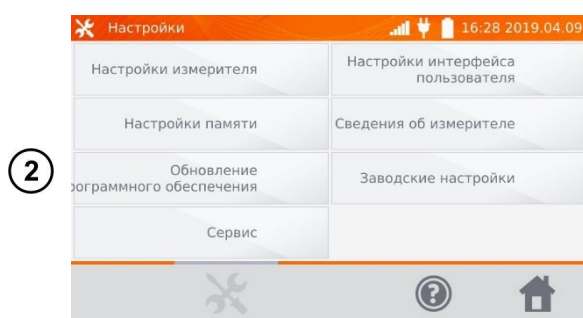 Настройки
16:28 2019.04.09
Настройки измерителя
Настройки интерфейса
пользователя
Настройки памяти
Сведения об измерителе
2
Обновление
рограммного обеспечения
Заводские настройки
Сервис
?